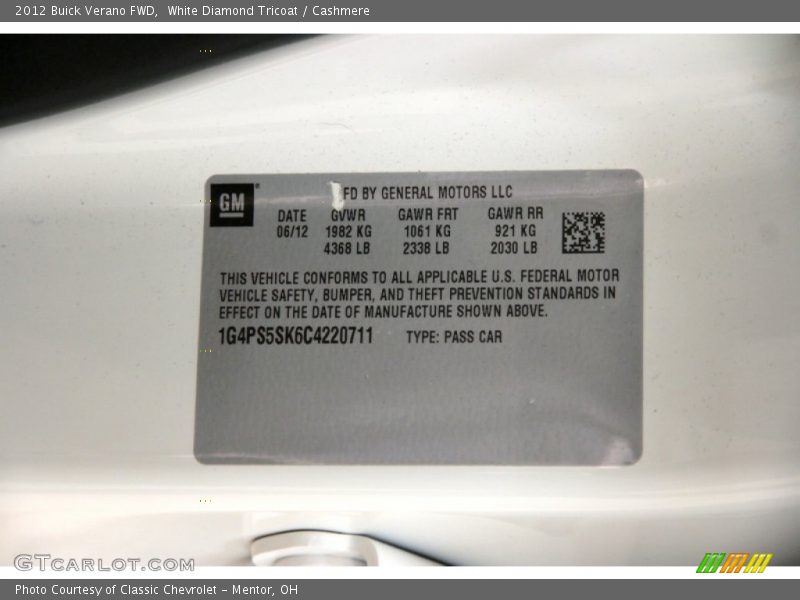 2012 Buick Verano FWD,  White Diamond Tricoat / Cashmere
GM
FD BY GENERAL MOTORS LLC
DATE GVWR GAWR FRT GAWR RR
06/12 1982 KG 1061 KG 921 KG
4368 LB 2338 LB 2030 LB
THIS VEHICLE CONFORMS TO ALL APPLICABLE U.S. FEDERAL MOTOR
VEHICLE SAFETY, BUMPER, AND THEFT PREVENTION STANDARDS IN
EFFECT ON THE DATE OF MANUFACTURE SHOWN ABOVE.
1G4PS5SK6C4220711 TYPE: PASS CAR
GTCARLOT.COM
Photo Courtesy of Classic Chevrolet - Mentor, OH